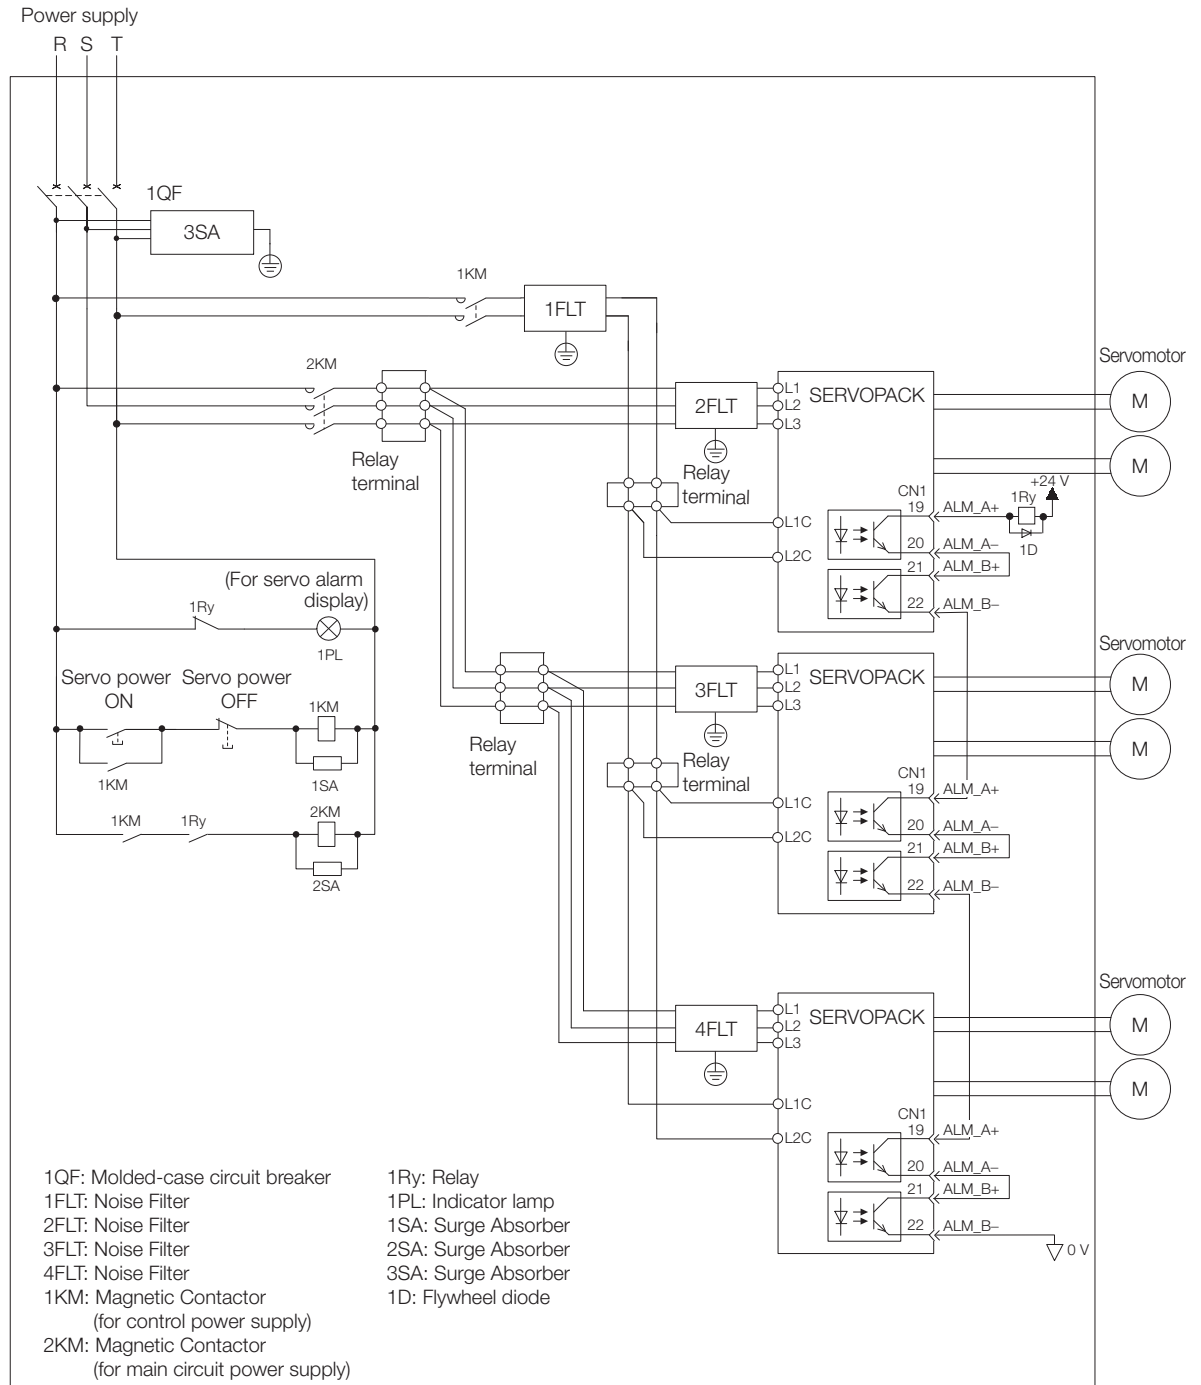 Power supply
R S T
1QF
3SA
1KM
1FLT
2KM
Relay
terminal
2FLT
L1
L2
L3
SERVOPACK
Servomotor
M
M
Relay
terminal
L1C
L2C
CN1
19
ALM_A+
1Ry
+24 V
1D
20
ALM_A–
21
ALM_B+
22
ALM_B–
(For servo alarm
display)
1Ry
1PL
Servo power
ON
Servo power
OFF
1KM
1KM
1SA
1KM
1Ry
2KM
2SA
Relay
terminal
3FLT
L1
L2
L3
SERVOPACK
Servomotor
M
M
Relay
terminal
L1C
L2C
CN1
19
ALM_A+
20
ALM_A–
21
ALM_B+
22
ALM_B–
4FLT
L1
L2
L3
SERVOPACK
Servomotor
M
M
L1C
L2C
CN1
19
ALM_A+
20
ALM_A–
21
ALM_B+
22
ALM_B–
0 V
1QF: Molded-case circuit breaker
1FLT: Noise Filter
2FLT: Noise Filter
3FLT: Noise Filter
4FLT: Noise Filter
1KM: Magnetic Contactor
(for control power supply)
2KM: Magnetic Contactor
(for main circuit power supply)
1Ry: Relay
1PL: Indicator lamp
1SA: Surge Absorber
2SA: Surge Absorber
3SA: Surge Absorber
1D: Flywheel diode